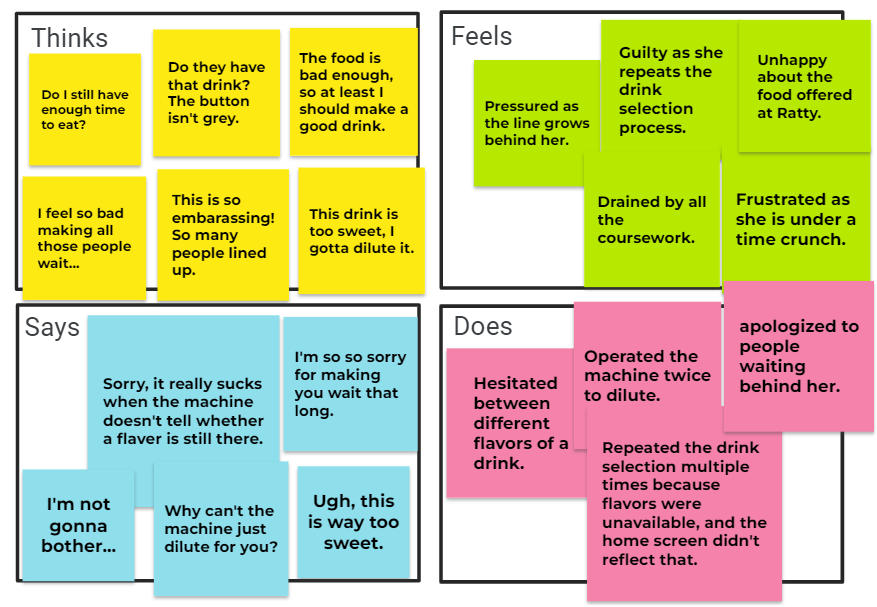 Thinks
Do I still have
enough time
to eat?
Do they have
that drink?
The button
isn't grey.
The food is
bad enough,
so at least I
should make a
good drink.
I feel so bad
making all
those people
wait...
This is so
embarassing!
So many
people lined
up.
This drink is
too sweet, I
gotta dilute it.
Feels
Pressured as
the line grows
behind her.
Guilty as she
repeats the
drink
selection
process.
Unhappy
about the
food offered
at Ratty.
Drained by all
the
coursework.
Frustrated as
she is under a
time crunch.
Says
Sorry, it really sucks
when the machine
doesn't tell whether
a flaver is still there.
I'm so so sorry
for making
you wait that
long.
I'm not
gonna
bother...
Why can't the
machine just
dilute for you?
Ugh, this
is way too
sweet.
Does
Hesitated
between
different
flavors of a
drink.
Operated the
machine twice
to dilute.
apologized to
people
waiting
behind her.
Repeated the drink
selection multiple
times because
flavors were
unavailable, and the
home screen didn't
reflect that.